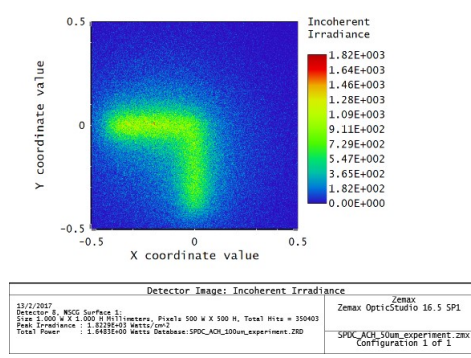 Incoherent
Irradiance
1.82E+003
1.64E+003
1.46E+003
1.28E+003
1.09E+003
9.11E+002
7.29E+002
5.47E+002
3.65E+002
1.82E+002
0.00E+000
0.5
0
-0.5
Y coordinate value
-0.5
0
0.5
X coordinate value
Detector Image: Incoherent Irradiance
13/2/2017
Detector 8, NSCG Surface 1:
Size 1.000 W X 1.000 H Millimeters, Pixels 500 W X 500 H, Total Hits = 350403
Peak Irradiance : 1.8229E+03 Watts/cm^2
Total Power : 1.6483E+00 Watts Database:SPDC_ACH_100um_experiment.ZRD
Zemax
Zemax OpticStudio 16.5 SP1
SPDC_ACH_50um_experiment.zmx
Configuration 1 of 1